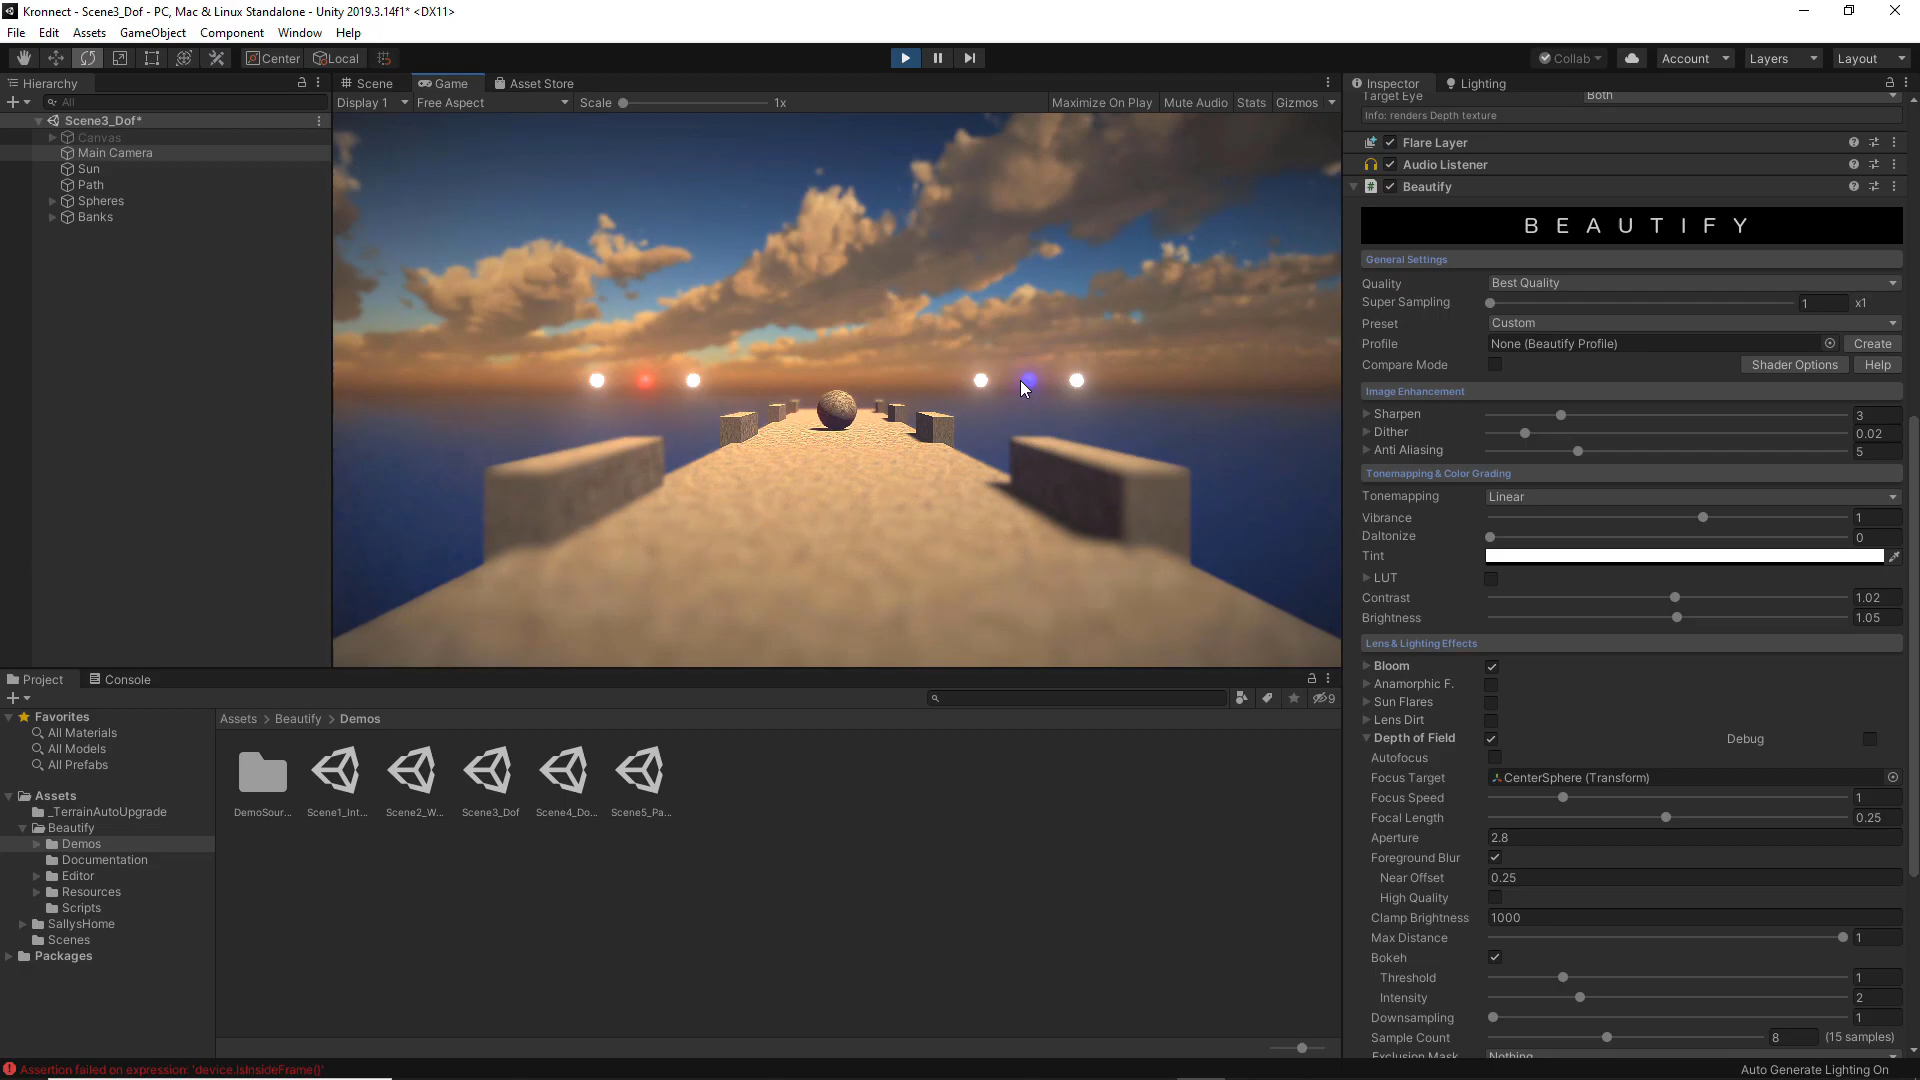 Kronnect - Scene3_Dof - PC, Mac & Linux Standalone - Unity 2019.3.14f1* <DX11>
File Edit Assets GameObject Component Window Help
Center Local Collab Account Layers Layout
Hierarchy
All
Scene3_Dof*
Canvas
Main Camera
Sun
Path
Spheres
Banks
Scene Game Asset Store
Display 1 Free Aspect Scale 1x Maximize On Play Mute Audio Stats Gizmos
Project Console
9
Favorites
All Materials
All Models
All Prefabs
Assets
_TerrainAutoUpgrade
Beautify
Demos
Documentation
Editor
Resources
Scripts
SallysHome
Scenes
Packages
Assets > Beautify > Demos
DemoSour... Scene1_Int... Scene2_W... Scene3_Dof Scene4_Do... Scene5_Pa...
Inspector Lighting
Target Eye Both
Info: renders Depth texture
Flare Layer
Audio Listener
# Beautify
BEAUTIFY
General Settings
Quality Best Quality
Super Sampling 1 x1
Preset Custom
Profile None (Beautify Profile) Create
Compare Mode Shader Options Help
Image Enhancement
Sharpen 3
Dither 0.02
Anti Aliasing 5
Tonemapping & Color Grading
Tonemapping Linear
Vibrance 1
Daltonize 0
Tint
LUT
Contrast 1.02
Brightness 1.05
Lens & Lighting Effects
Bloom
Anamorphic F.
Sun Flares
Lens Dirt
Depth of Field Debug
Autofocus
Focus Target CenterSphere (Transform)
Focus Speed 1
Focal Length 0.25
Aperture 2.8
Foreground Blur
Near Offset 0.25
High Quality
Clamp Brightness 1000
Max Distance 1
Bokeh
Threshold 1
Intensity 2
Downsampling 1
Sample Count 8 (15 samples)
Exclusion Mask Nothing
Assertion failed on expression: 'device.IsInsideFrame()'
Auto Generate Lighting On